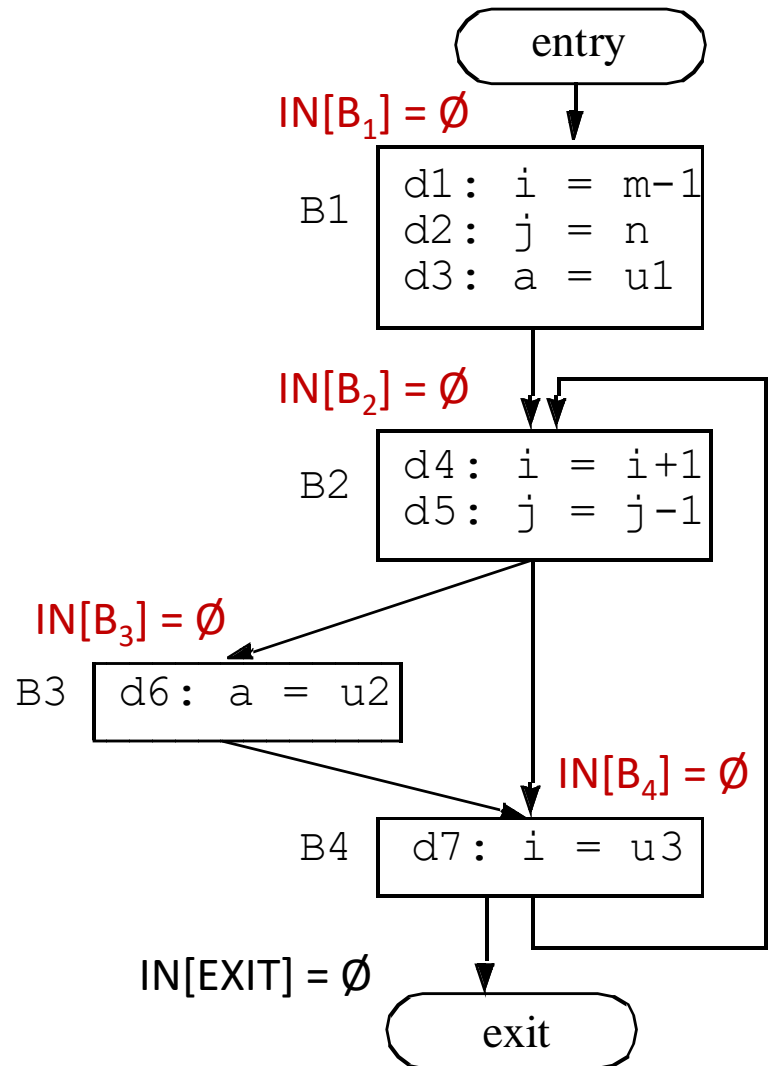 entry
IN[B₁] = Ø
B1
d1: i = m-1
d2: j = n
d3: a = u1
IN[B₂] = Ø
B2
d4: i = i+1
d5: j = j-1
IN[B₃] = Ø
B3
d6: a = u2
IN[B₄] = Ø
B4
d7: i = u3
IN[EXIT] = Ø
exit